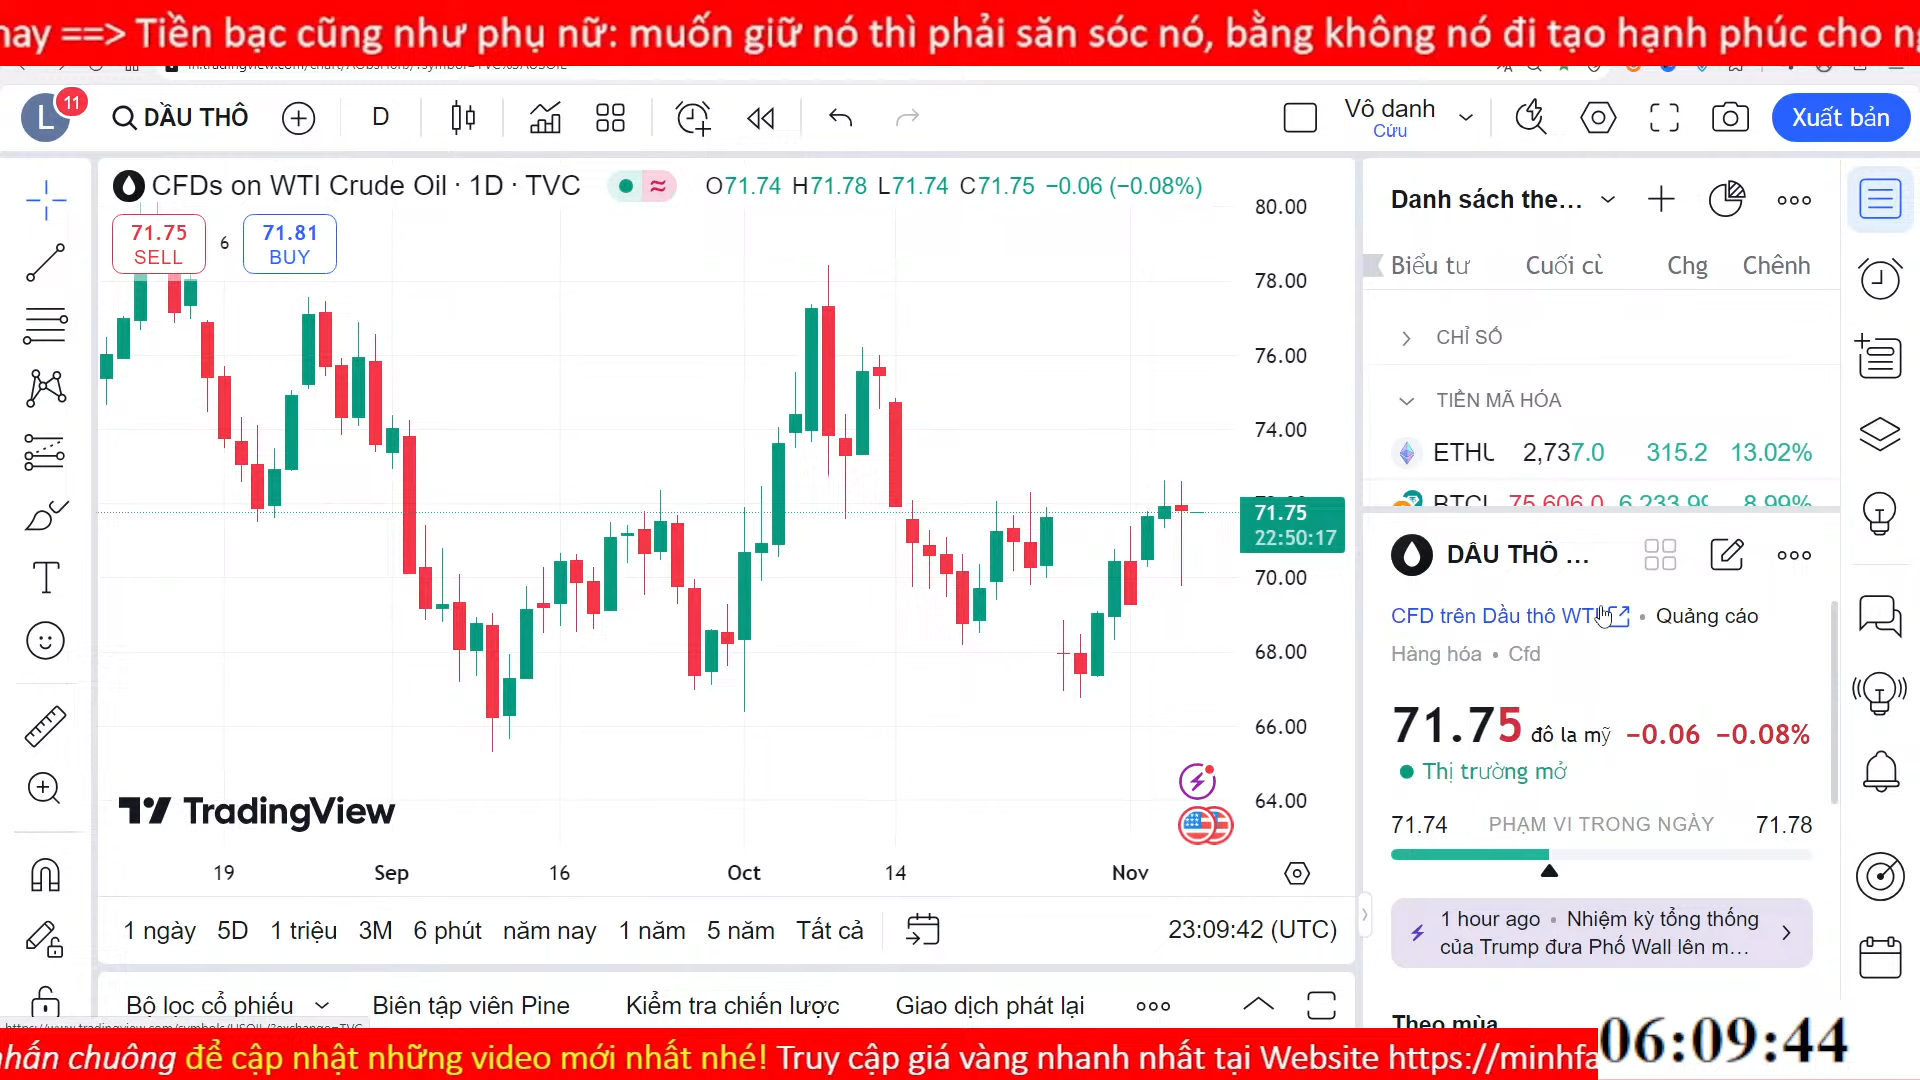 nay ==> Tiền bạc cũng như phụ nữ: muốn giữ nó thì phải săn sóc nó, bằng không nó đi tạo hạnh phúc cho
L 11 DẦU THÔ D
Vô danh
Cứu
Xuất bản
CFDs on WTI Crude Oil · 1D · TVC
O71.74 H71.78 L71.74 C71.75 −0.06 (−0.08%)
71.75
SELL
6
71.81
BUY
80.00
78.00
76.00
74.00
71.75
22:50:17
70.00
68.00
66.00
64.00
TradingView
19 Sep 16 Oct 14 Nov
1 ngày 5D 1 triệu 3M 6 phút năm nay 1 năm 5 năm Tất cả
23:09:42 (UTC)
Bộ lọc cổ phiếu Biên tập viên Pine Kiểm tra chiến lược Giao dịch phát lại
Danh sách the...
Biểu tư Cuối cù Chg Chênh
CHỈ SỐ
TIỀN MÃ HÓA
ETHU 2,737.0 315.2 13.02%
75,606.0 8.99%
DẦU THÔ ...
CFD trên Dầu thô WTI • Quảng cáo
Hàng hóa • Cfd
71.75 đô la mỹ −0.06 −0.08%
Thị trường mở
71.74 PHẠM VI TRONG NGÀY 71.78
1 hour ago • Nhiệm kỳ tổng thống
của Trump đưa Phố Wall lên m...
Theo mùa
nhấn chuông để cập nhật những video mới nhất nhé! Truy cập giá vàng nhanh nhất tại Website https://minhfa
06:09:44